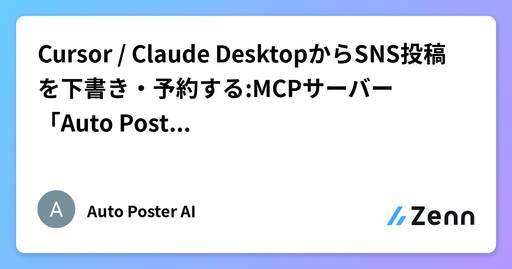 Cursor / Claude DesktopからSNS投稿
を下書き・予約する:MCPサーバー
「Auto Post...
A
Auto Poster AI
Zenn